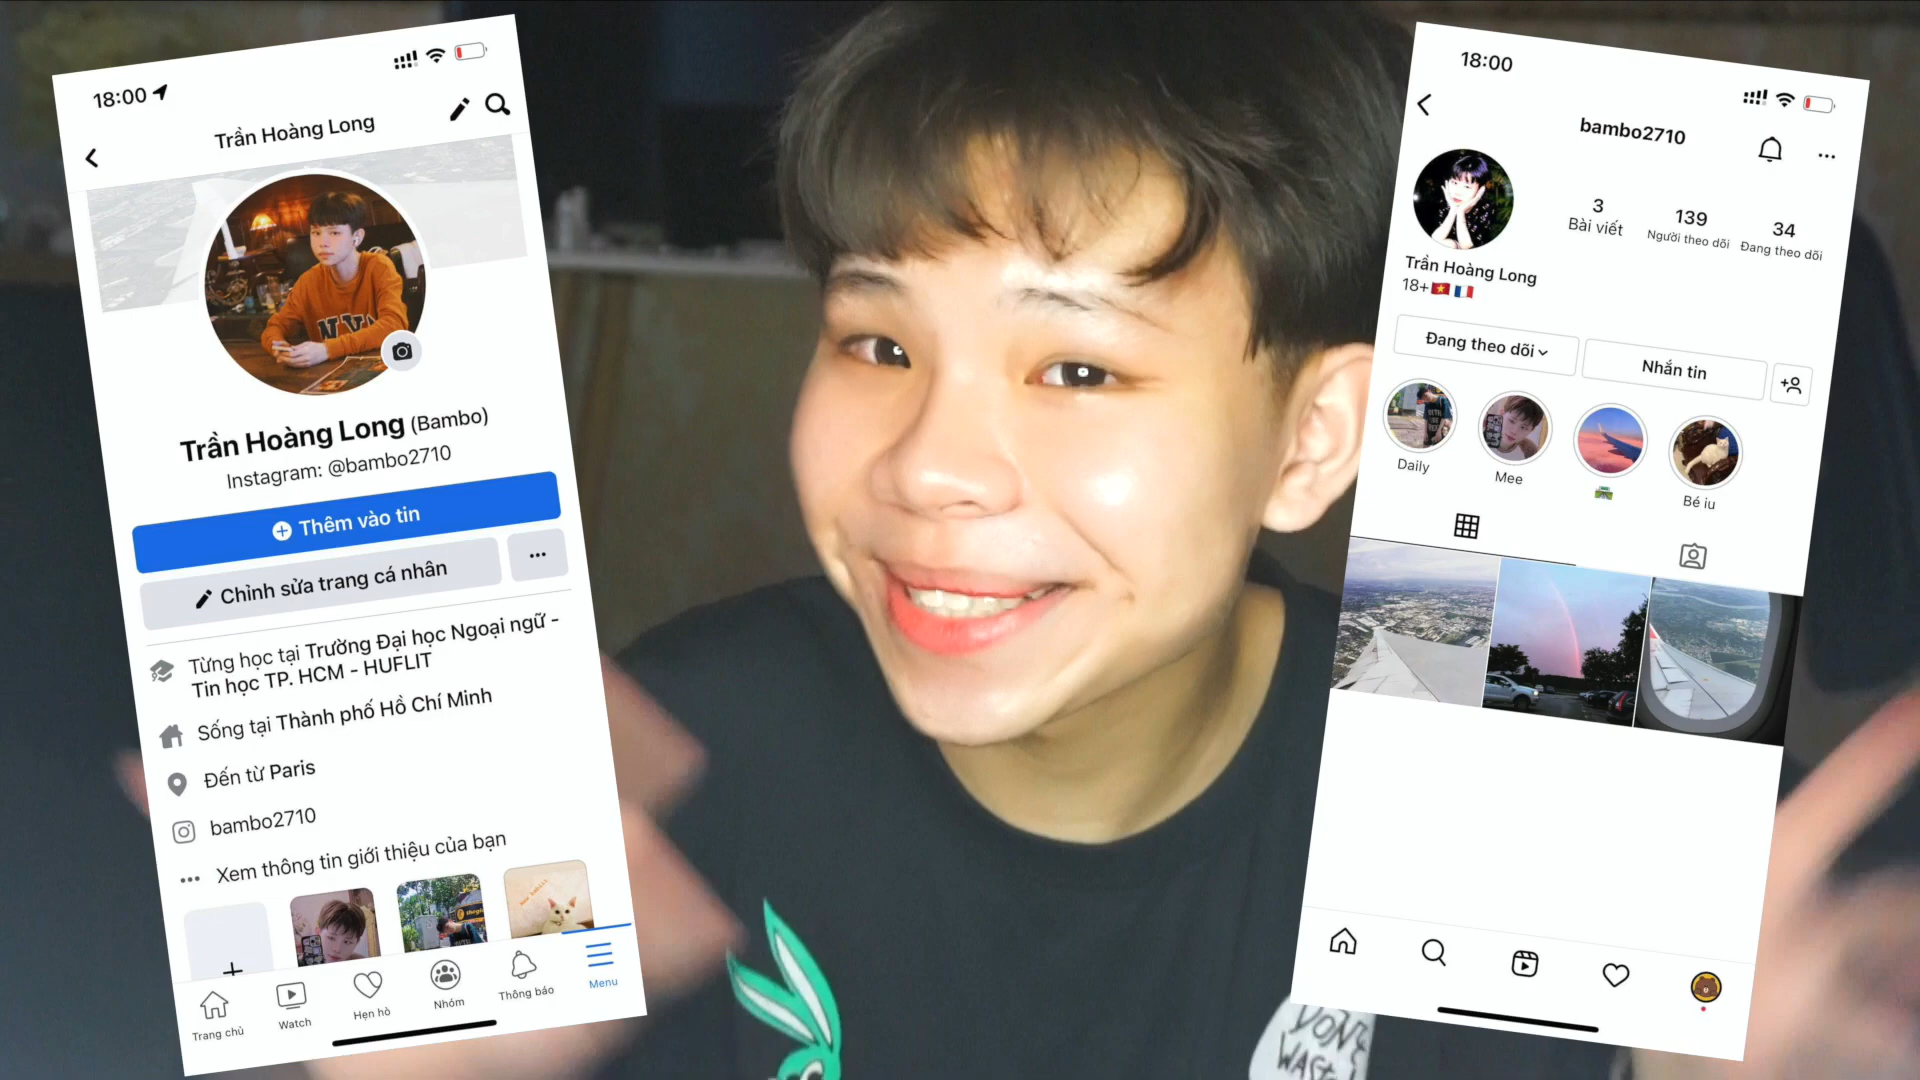 18:00
Trần Hoàng Long
NVA
Trần Hoàng Long (Bambo)
Instagram: @bambo2710
Thêm vào tin
Chỉnh sửa trang cá nhân
Từng học tại Trường Đại học Ngoại ngữ -
Tin học TP. HCM - HUFLIT
Sống tại Thành phố Hồ Chí Minh
Đến từ Paris
bambo2710
Xem thông tin giới thiệu của bạn
Trang chủ
Watch
Hẹn hò
Nhóm
Thông báo
Menu
18:00
bambo2710
3
Bài viết
139
Người theo dõi
34
Đang theo dõi
Trần Hoàng Long
18+🇻🇳 🇫🇷
Đang theo dõi
Nhắn tin
Daily
Mee
Bé iu
DON'T
WASTE